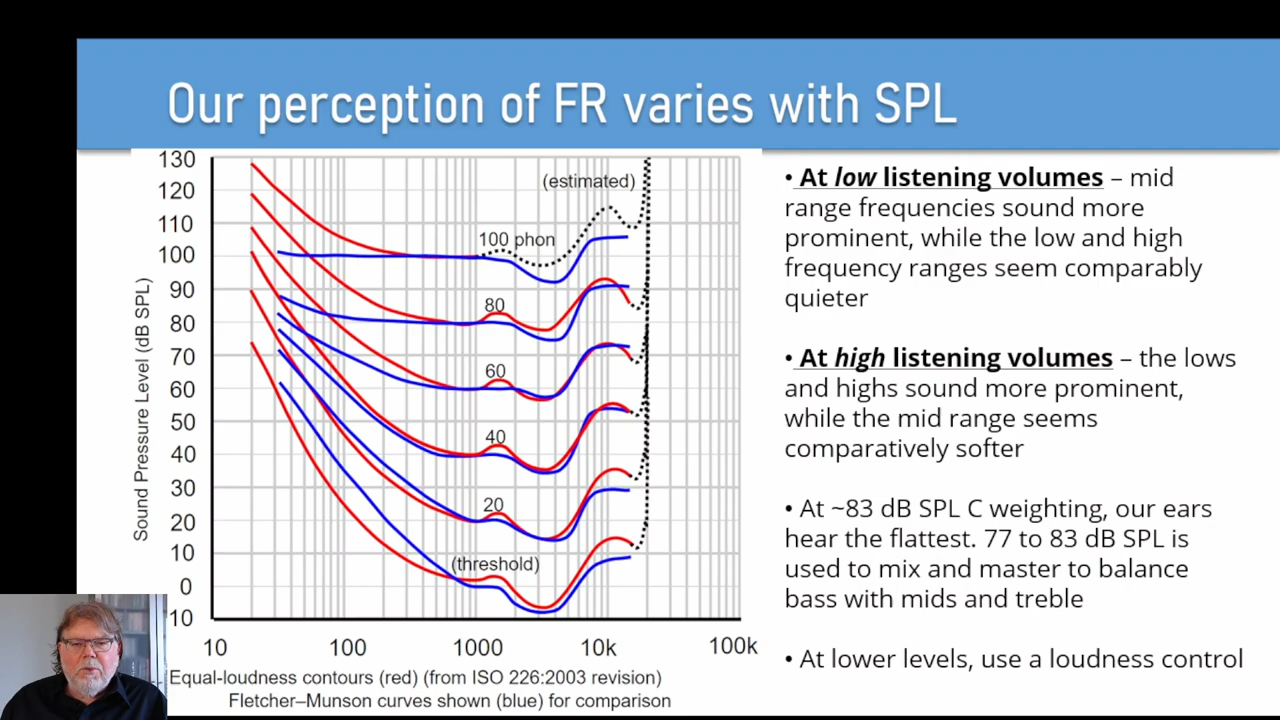 Our perception of FR varies with SPL
130
120
110
100
90
80
70
60
50
40
30
20
10
0
10
Sound Pressure Level (dB SPL)
(estimated)
100 phon
80
60
40
20
(threshold)
10
100
1000
10k
100k
Equal-loudness contours (red) (from ISO 226:2003 revision)
Fletcher–Munson curves shown (blue) for comparison
• At low listening volumes – mid
range frequencies sound more
prominent, while the low and high
frequency ranges seem comparably
quieter
• At high listening volumes – the lows
and highs sound more prominent,
while the mid range seems
comparatively softer
• At ~83 dB SPL C weighting, our ears
hear the flattest. 77 to 83 dB SPL is
used to mix and master to balance
bass with mids and treble
• At lower levels, use a loudness control